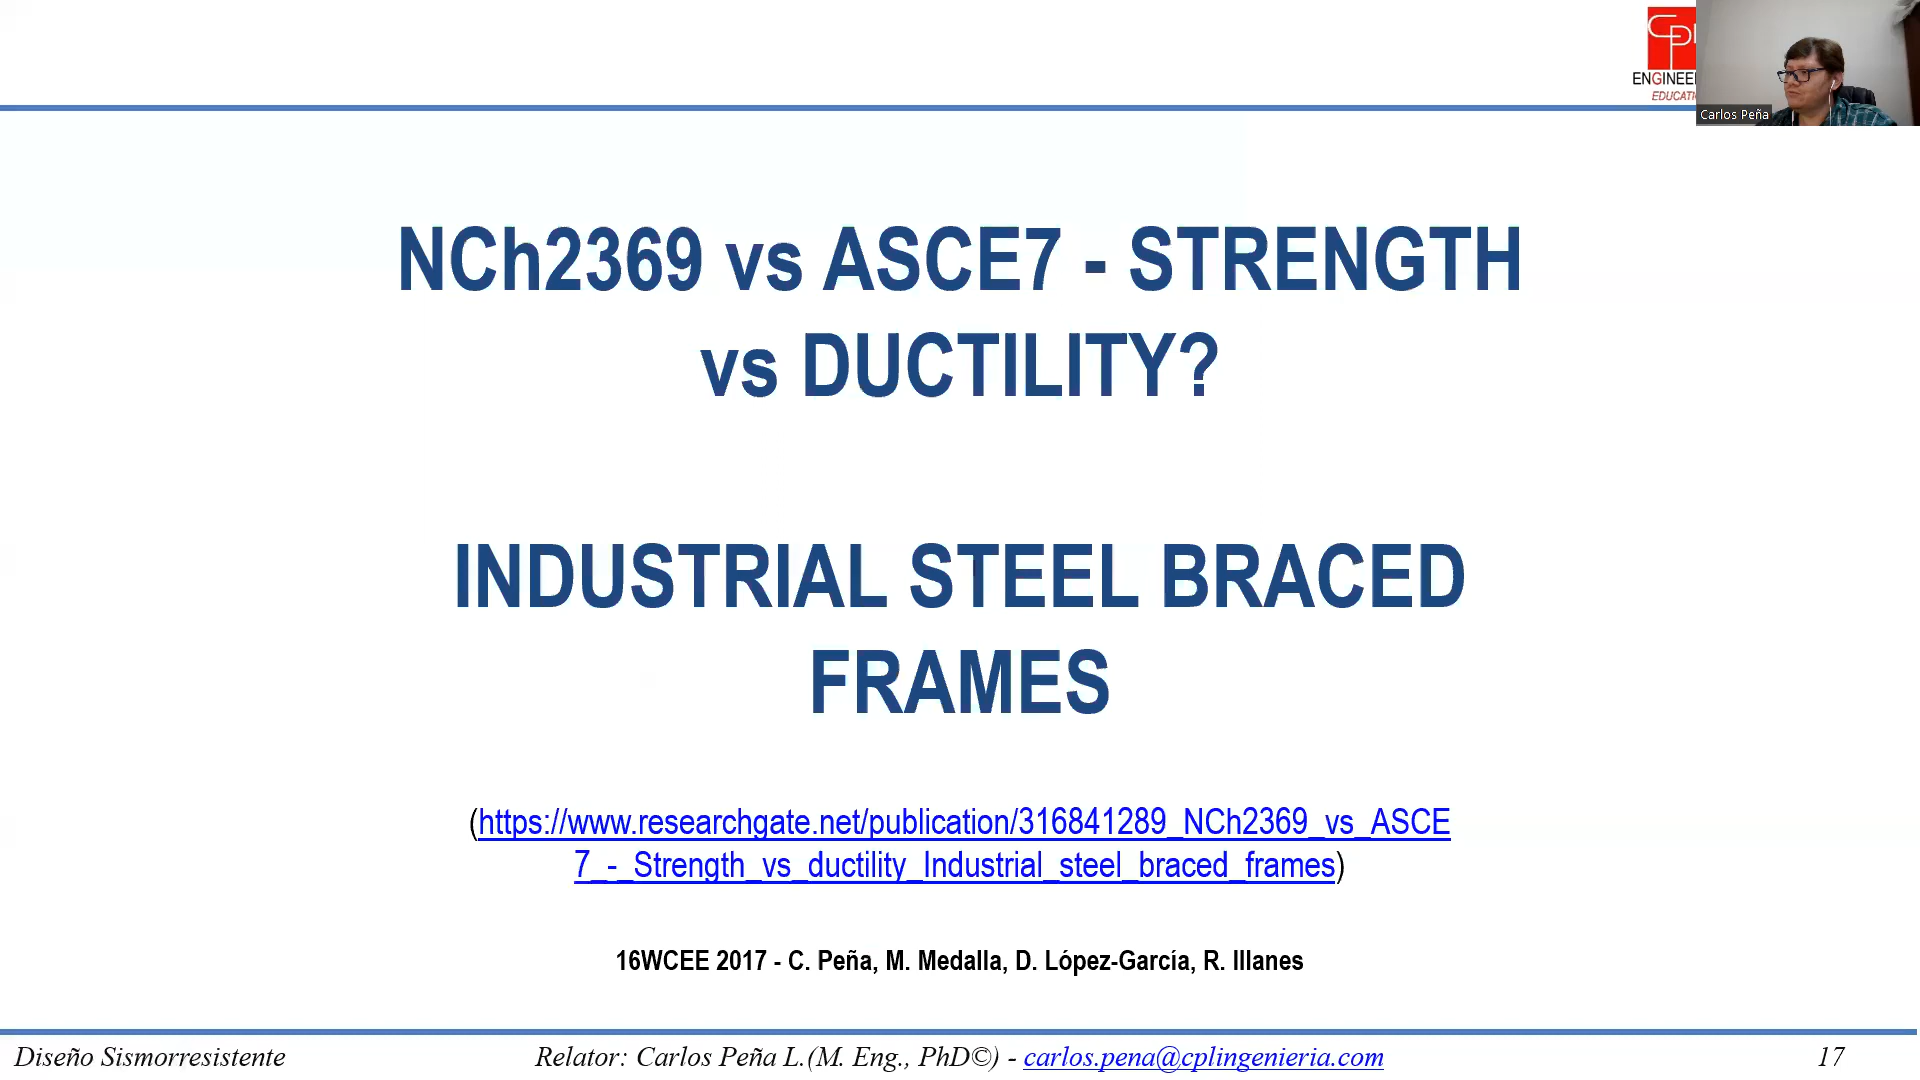 ENGINEE
EDUCATI
Carlos Peña
NCh2369 vs ASCE7 - STRENGTH
vs DUCTILITY?
INDUSTRIAL STEEL BRACED
FRAMES
(https://www.researchgate.net/publication/316841289_NCh2369_vs_ASCE
7_-_Strength_vs_ductility_Industrial_steel_braced_frames)
16WCEE 2017 - C. Peña, M. Medalla, D. López-García, R. Illanes
Diseño Sismorresistente
Relator: Carlos Peña L.(M. Eng., PhD©) - carlos.pena@cplingenieria.com
17